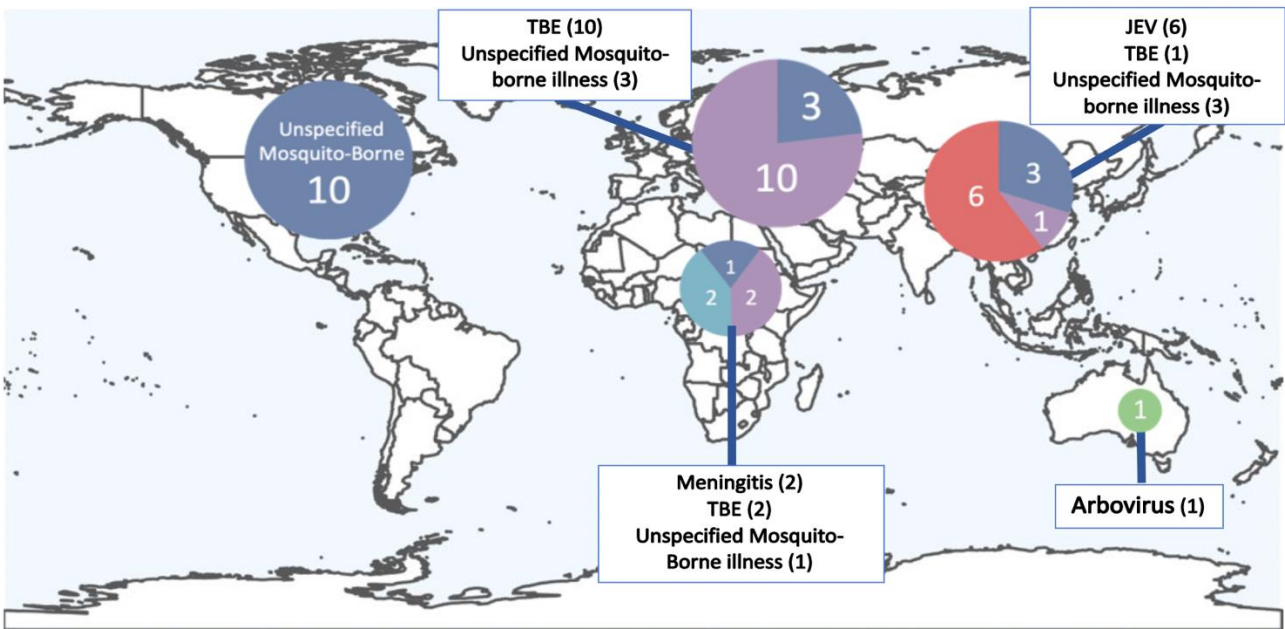 TBE (10)
Unspecified Mosquito-
borne illness (3)
JEV (6)
TBE (1)
Unspecified Mosquito-
borne illness (3)
Unspecified
Mosquito-Borne
10
3
10
3
6
1
1
2
2
1
Meningitis (2)
TBE (2)
Unspecified Mosquito-
Borne illness (1)
Arbovirus (1)